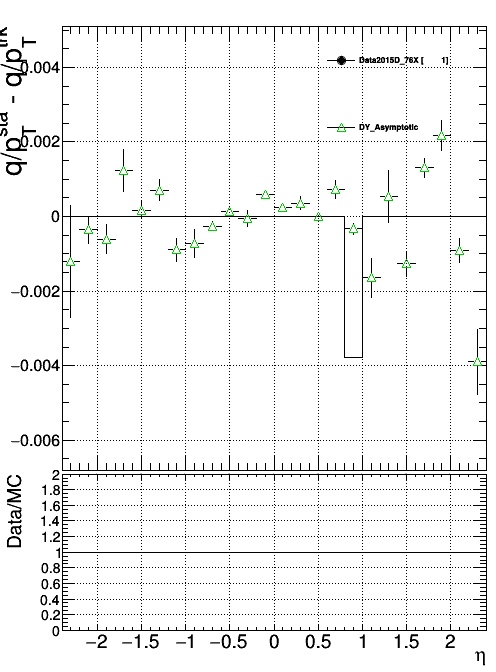 q/p_T^sta - q/p_T^trk
0.004
0.002
0
−0.002
−0.004
−0.006
Data2015D_76X [ 1]
DY_Asymptotic
Data/MC
2
1.8
1.6
1.4
1.2
1
0.8
0.6
0.4
0.2
0
−2 −1.5 −1 −0.5 0 0.5 1 1.5 2
η